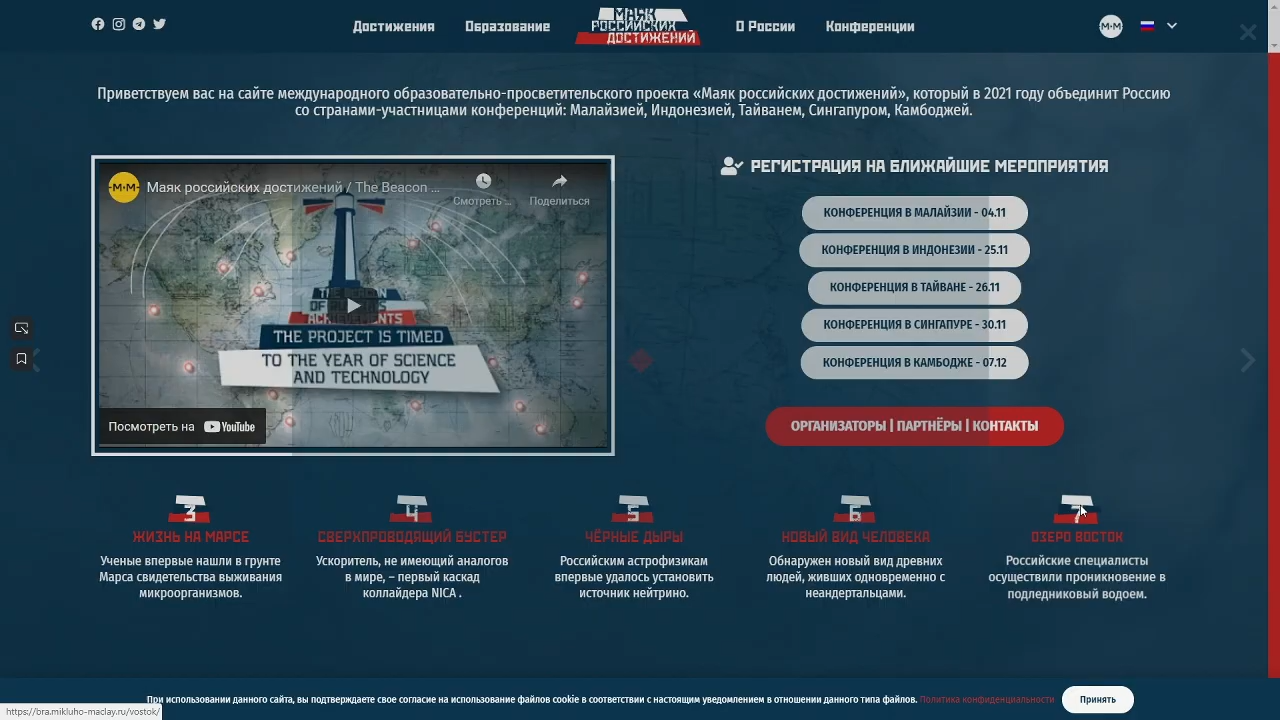 Достижения
Образование
МАЯК
РОССИЙСКИХ
ДОСТИЖЕНИЙ
О России
Конференции
М·М
Приветствуем вас на сайте международного образовательно-просветительского проекта «Маяк российских достижений», который в 2021 году объединит Россию
со странами-участницами конференций: Малайзией, Индонезией, Тайванем, Сингапуром, Камбоджей.
М·М
Маяк российских достижений / The Beacon ...
Смотреть ...
Поделиться
THE BEACON
ACHIEVEMENTS
THE PROJECT IS TIMED
TO THE YEAR OF SCIENCE
AND TECHNOLOGY
Посмотреть на YouTube
РЕГИСТРАЦИЯ НА БЛИЖАЙШИЕ МЕРОПРИЯТИЯ
КОНФЕРЕНЦИЯ В МАЛАЙЗИИ - 04.11
КОНФЕРЕНЦИЯ В ИНДОНЕЗИИ - 25.11
КОНФЕРЕНЦИЯ В ТАЙВАНЕ - 26.11
КОНФЕРЕНЦИЯ В СИНГАПУРЕ - 30.11
КОНФЕРЕНЦИЯ В КАМБОДЖЕ - 07.12
ОРГАНИЗАТОРЫ | ПАРТНЁРЫ | КОНТАКТЫ
3
ЖИЗНЬ НА МАРСЕ
Ученые впервые нашли в грунте
Марса свидетельства выживания
микроорганизмов.
4
СВЕРХПРОВОДЯЩИЙ БУСТЕР
Ускоритель, не имеющий аналогов
в мире, – первый каскад
коллайдера NICA .
5
ЧЁРНЫЕ ДЫРЫ
Российским астрофизикам
впервые удалось установить
источник нейтрино.
6
НОВЫЙ ВИД ЧЕЛОВЕКА
Обнаружен новый вид древних
людей, живших одновременно с
неандертальцами.
7
ОЗЕРО ВОСТОК
Российские специалисты
осуществили проникновение в
подледниковый водоем.
При использовании данного сайта, вы подтверждаете свое согласие на использование файлов cookie в соответствии с настоящим уведомлением в отношении данного типа файлов. Политика конфиденциальности
Принять
https://bra.mikluho-maclay.ru/vostok/